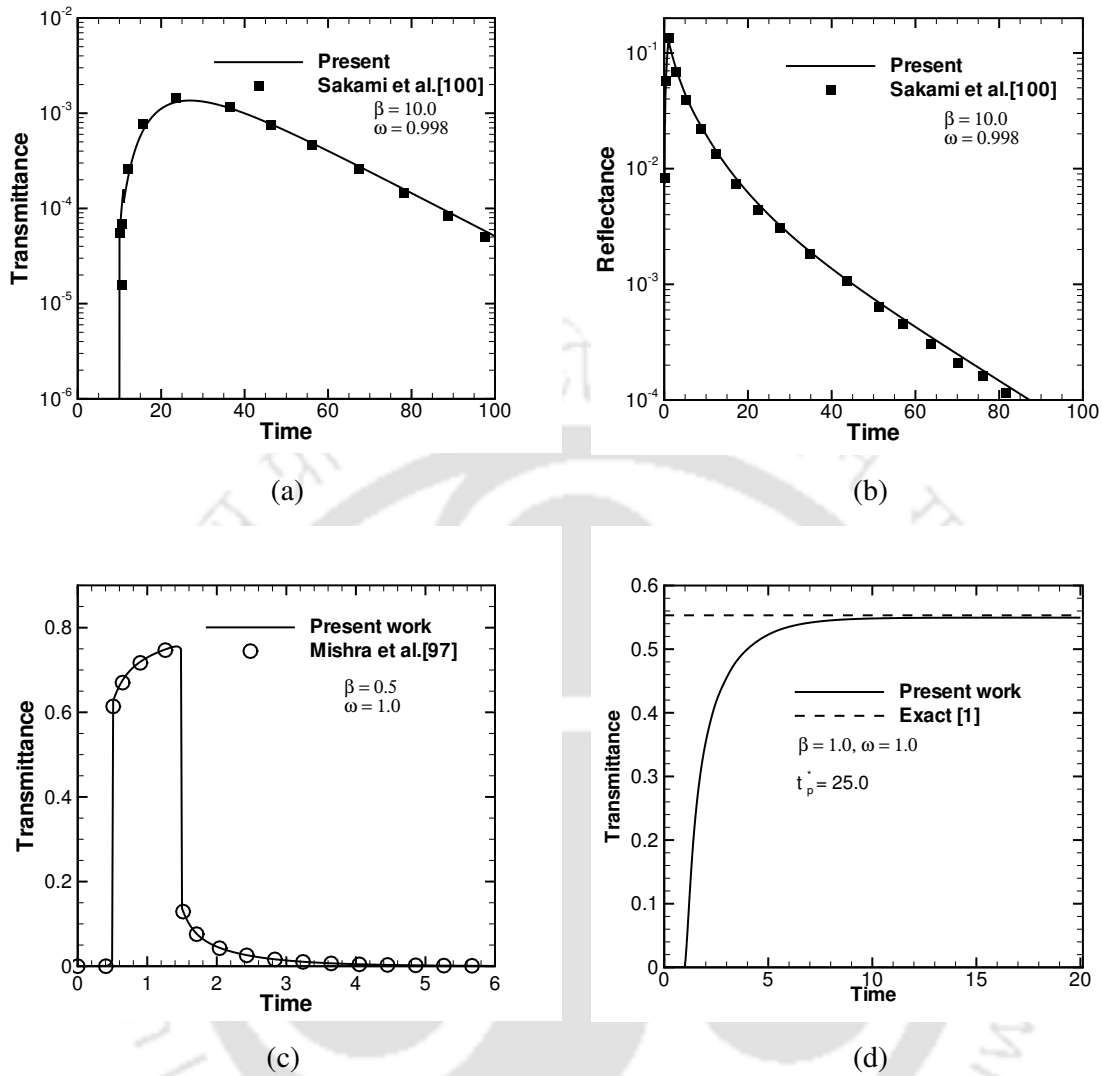 10-2
10-3
10-4
10-5
10-6
Transmittance
Present
Sakami et al.[100]
β = 10.0
ω = 0.998
0 20 40 60 80 100
Time
(a)
10-1
10-2
10-3
10-4
Reflectance
Present
Sakami et al.[100]
β = 10.0
ω = 0.998
0 20 40 60 80 100
Time
(b)
0.8
0.6
0.4
0.2
0
Transmittance
Present work
Mishra et al.[97]
β = 0.5
ω = 1.0
0 1 2 3 4 5 6
Time
(c)
0.6
0.5
0.4
0.3
0.2
0.1
0
Transmittance
Present work
Exact [1]
β = 1.0, ω = 1.0
t*p = 25.0
0 5 10 15 20
Time
(d)